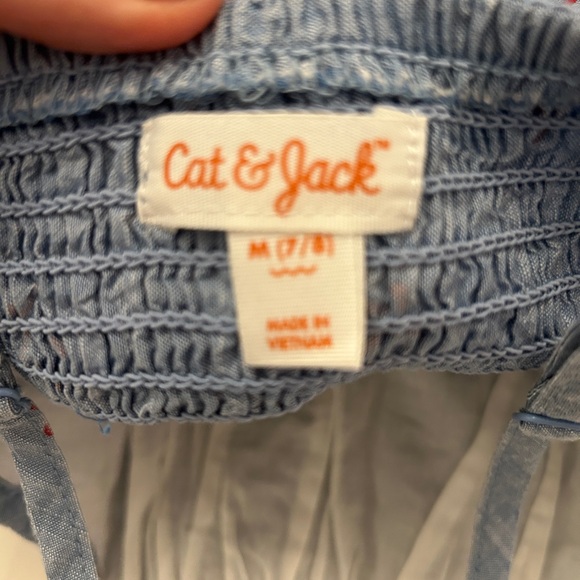 Cat & Jack™
M (7/8)
MADE IN
VIETNAM